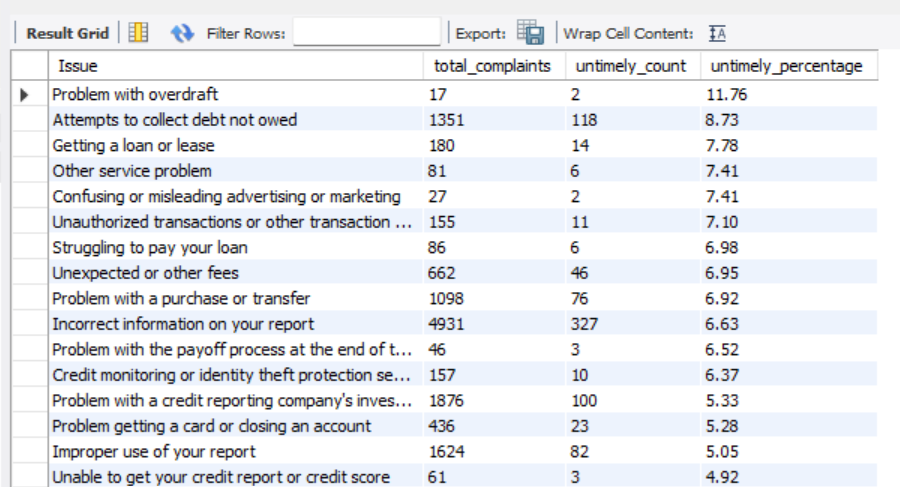 Result Grid Filter Rows: Export: Wrap Cell Content: IA
Issue total_complaints untimely_count untimely_percentage
Problem with overdraft 17 2 11.76
Attempts to collect debt not owed 1351 118 8.73
Getting a loan or lease 180 14 7.78
Other service problem 81 6 7.41
Confusing or misleading advertising or marketing 27 2 7.41
Unauthorized transactions or other transaction ... 155 11 7.10
Struggling to pay your loan 86 6 6.98
Unexpected or other fees 662 46 6.95
Problem with a purchase or transfer 1098 76 6.92
Incorrect information on your report 4931 327 6.63
Problem with the payoff process at the end of t... 46 3 6.52
Credit monitoring or identity theft protection se... 157 10 6.37
Problem with a credit reporting company's inves... 1876 100 5.33
Problem getting a card or closing an account 436 23 5.28
Improper use of your report 1624 82 5.05
Unable to get your credit report or credit score 61 3 4.92